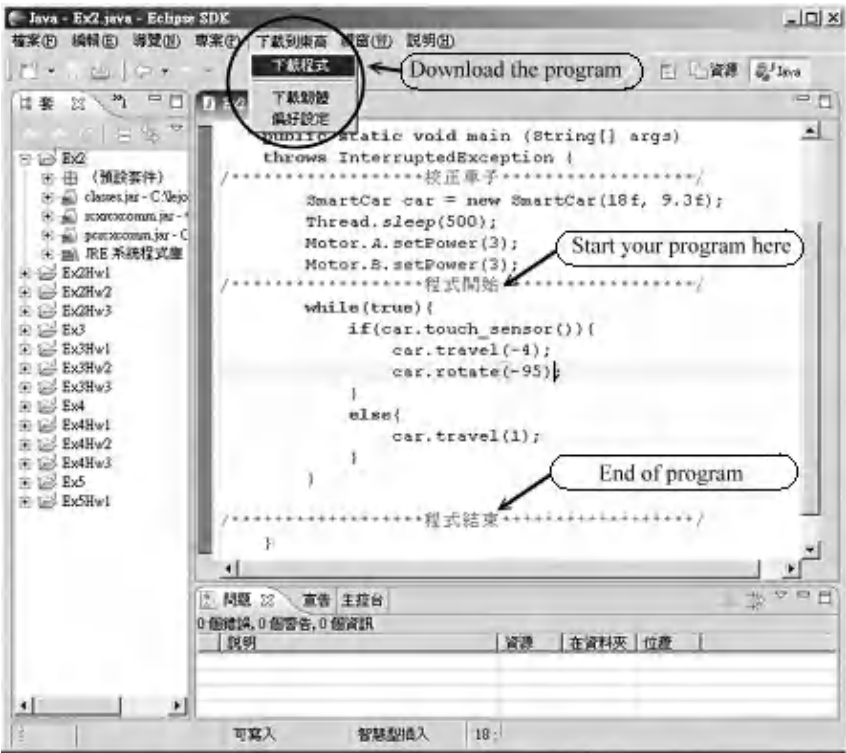 Java - Ex2.java - Eclipse SDK
檔案(F) 編輯(E) 導覽(N) 專案(P) 下載到樂高 視窗(W) 說明(H)
下載程式
下載韌體
偏好設定
Download the program
資源 Java
套
Ex2
(預設套件)
classes.jar - C:\lejo
JRE 系統程式庫
Ex2Hw1
Ex2Hw2
Ex2Hw3
Ex3
Ex3Hw1
Ex3Hw2
Ex3Hw3
Ex4
Ex4Hw1
Ex4Hw2
Ex4Hw3
Ex5
Ex5Hw1
public static void main (String[] args)
throws InterruptedException {
/******************校正車子******************/
SmartCar car = new SmartCar(18f, 9.3f);
Thread.sleep(500);
Motor.A.setPower(3);
Motor.B.setPower(3);
Start your program here
/******************程式開始******************/
while(true){
if(car.touch_sensor()){
car.travel(-4);
car.rotate(-95);
}
else{
car.travel(1);
}
}
End of program
/******************程式結束******************/
}
問題 宣告 主控台
0 個錯誤, 0 個警告, 0 個資訊
說明 資源 在資料夾 位置
可寫入 智慧型插入 18 :